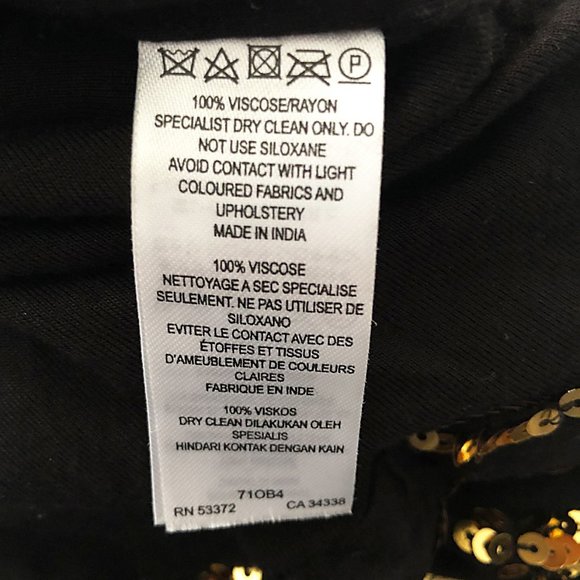 P
100% VISCOSE/RAYON
SPECIALIST DRY CLEAN ONLY. DO
NOT USE SILOXANE
AVOID CONTACT WITH LIGHT
COLOURED FABRICS AND
UPHOLSTERY
MADE IN INDIA
100% VISCOSE
NETTOYAGE A SEC SPECIALISE
SEULEMENT. NE PAS UTILISER DE
SILOXANO
EVITER LE CONTACT AVEC DES
ÉTOFFES ET TISSUS
D'AMEUBLEMENT DE COULEURS
CLAIRES
FABRIQUE EN INDE
100% VISKOS
DRY CLEAN DILAKUKAN OLEH
SPESIALIS
HINDARI KONTAK DENGAN KAIN
71OB4
RN 53372 CA 34338